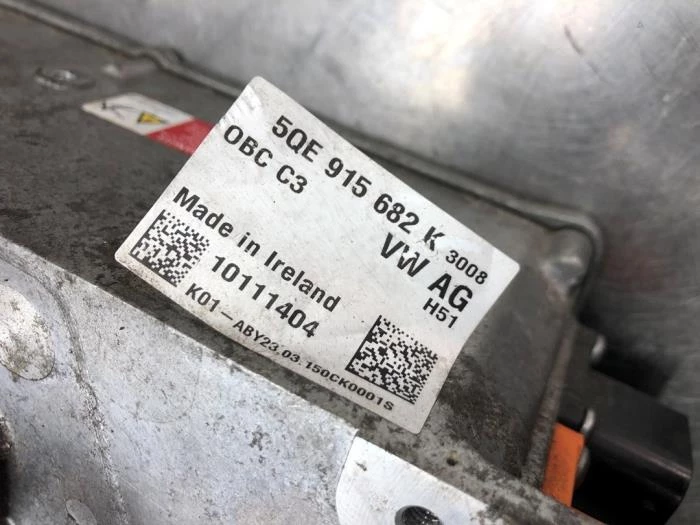 5QE 915 682 K 3008
OBC C3
VW AG
H51
Made in Ireland
10111404
K01-ABY23.03.150CK0001S